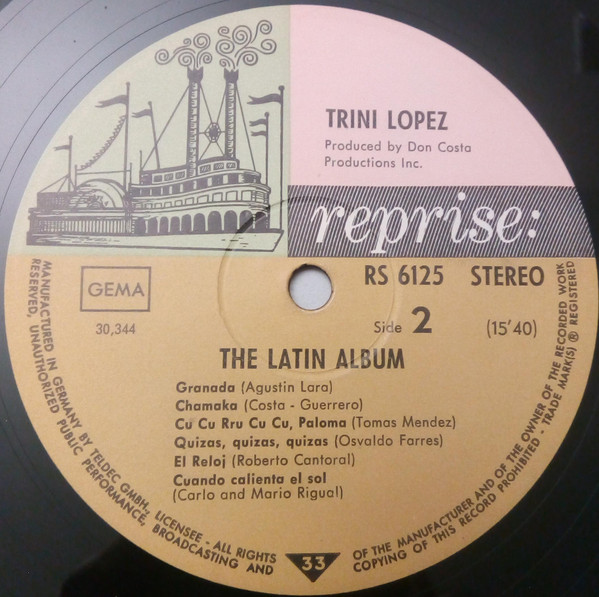 TRINI LOPEZ
Produced by Don Costa
Productions Inc.
reprise:
GEMA
30,344
RS 6125 STEREO
Side 2 (15'40)
THE LATIN ALBUM
Granada (Agustin Lara)
Chamaka (Costa - Guerrero)
Cu Cu Rru Cu Cu, Paloma (Tomas Mendez)
Quizas, quizas, quizas (Osvaldo Farres)
El Reloj (Roberto Cantoral)
Cuando calienta el sol
(Carlo and Mario Rigual)
33
MANUFACTURED IN GERMANY BY TELDEC GMBH., LICENSEE - ALL RIGHTS OF THE MANUFACTURER AND OF THE OWNER OF THE RECORDED WORK
RESERVED, UNAUTHORIZED PUBLIC PERFORMANCE, BROADCASTING AND COPYING OF THIS RECORD PROHIBITED - TRADE MARK(S) ® REGISTERED